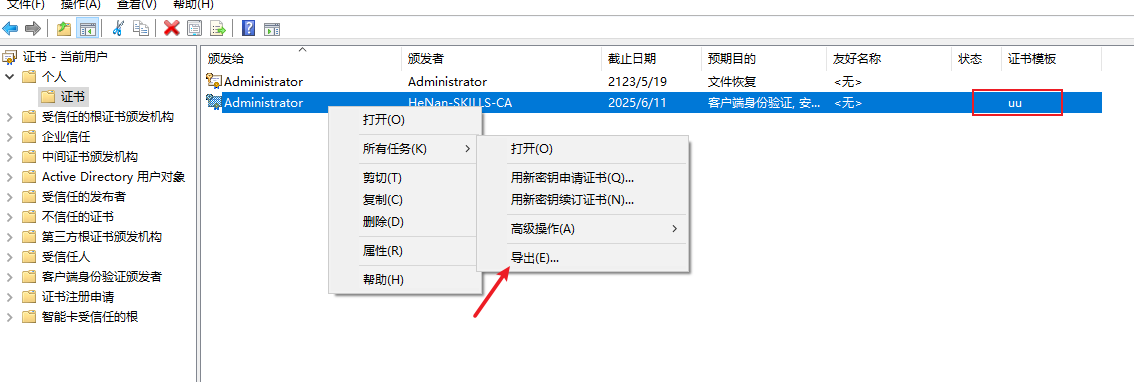 文件(F) 操作(A) 查看(V) 帮助(H)
证书 - 当前用户
个人
证书
受信任的根证书颁发机构
企业信任
中间证书颁发机构
Active Directory 用户对象
受信任的发布者
不信任的证书
第三方根证书颁发机构
受信任人
客户端身份验证颁发者
证书注册申请
智能卡受信任的根
颁发给 颁发者 截止日期 预期目的 友好名称 状态 证书模板
Administrator Administrator 2123/5/19 文件恢复 <无>
Administrator HeNan-SKILLS-CA 2025/6/11 客户端身份验证, 安... <无> uu
打开(O)
所有任务(K)
剪切(T)
复制(C)
删除(D)
属性(R)
帮助(H)
打开(O)
用新密钥申请证书(Q)...
用新密钥续订证书(N)...
高级操作(A)
导出(E)...